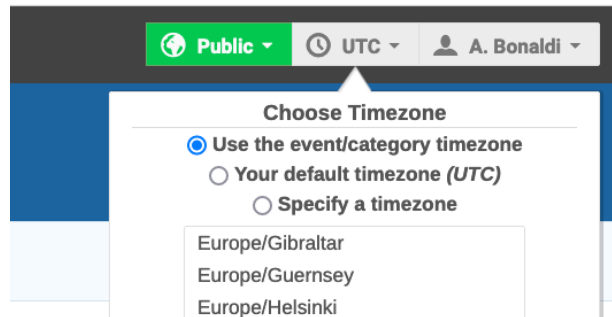 Public UTC A. Bonaldi
Choose Timezone
Use the event/category timezone
Your default timezone (UTC)
Specify a timezone
Europe/Gibraltar
Europe/Guernsey
Europe/Helsinki